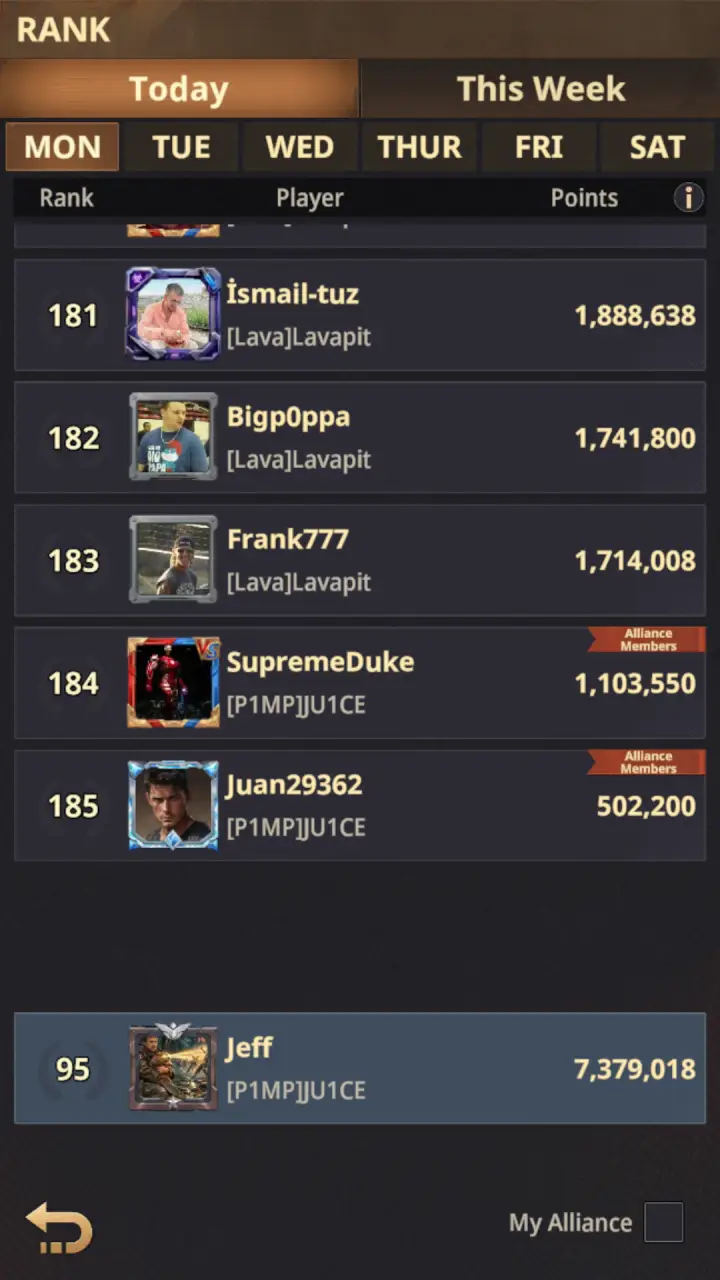 RANK
Today
This Week
MON
TUE
WED
THUR
FRI
SAT
Rank
Player
Points
i
181
İsmail-tuz
[Lava]Lavapit
1,888,638
182
Bigp0ppa
[Lava]Lavapit
1,741,800
183
Frank777
[Lava]Lavapit
1,714,008
Alliance
Members
184
SupremeDuke
[P1MP]JU1CE
1,103,550
Alliance
Members
185
Juan29362
[P1MP]JU1CE
502,200
95
Jeff
[P1MP]JU1CE
7,379,018
My Alliance